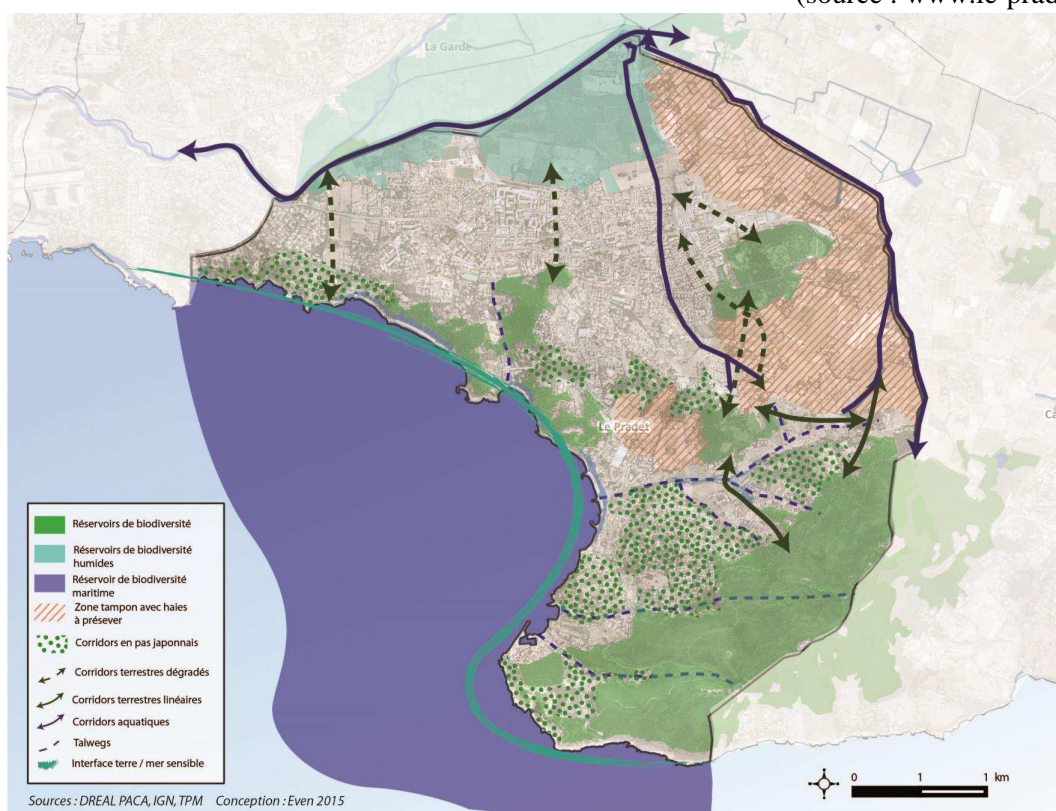 (source : www.le-prad
La Garde
Le Pradet
Réservoirs de biodiversité
Réservoirs de biodiversité
humides
Réservoir de biodiversité
maritime
Zone tampon avec haies
à présever
Corridors en pas japonnais
Corridors terrestres dégradés
Corridors terrestres linéaires
Corridors aquatiques
Talwegs
Interface terre / mer sensible
0 1 1 km
Sources : DREAL PACA, IGN, TPM Conception : Even 2015